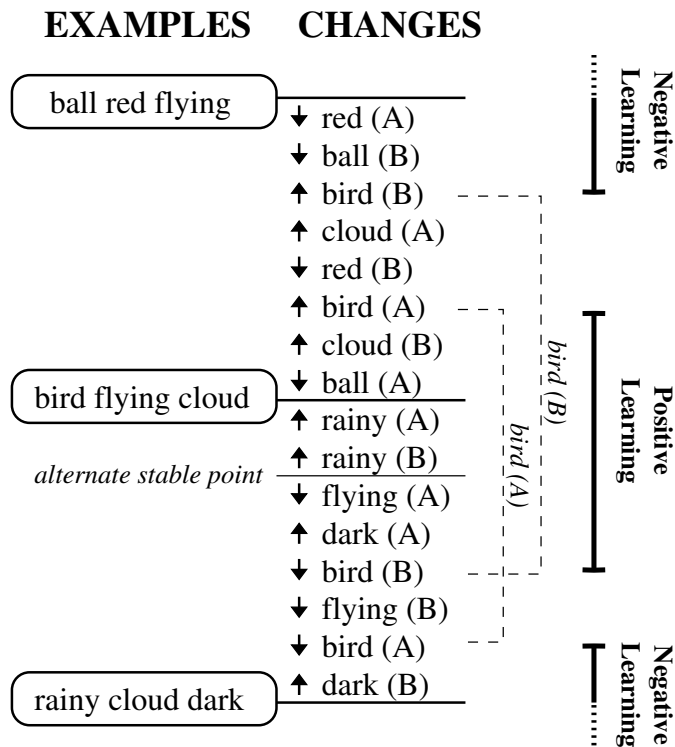 EXAMPLES CHANGES
ball red flying
↓ red (A)
↓ ball (B)
↑ bird (B)
↑ cloud (A)
↓ red (B)
↑ bird (A)
↑ cloud (B)
↓ ball (A)
bird flying cloud
↑ rainy (A)
↑ rainy (B)
alternate stable point
↓ flying (A)
↑ dark (A)
↓ bird (B)
↓ flying (B)
↓ bird (A)
↑ dark (B)
rainy cloud dark
bird (A)
bird (B)
Negative
Learning
Positive
Learning
Negative
Learning